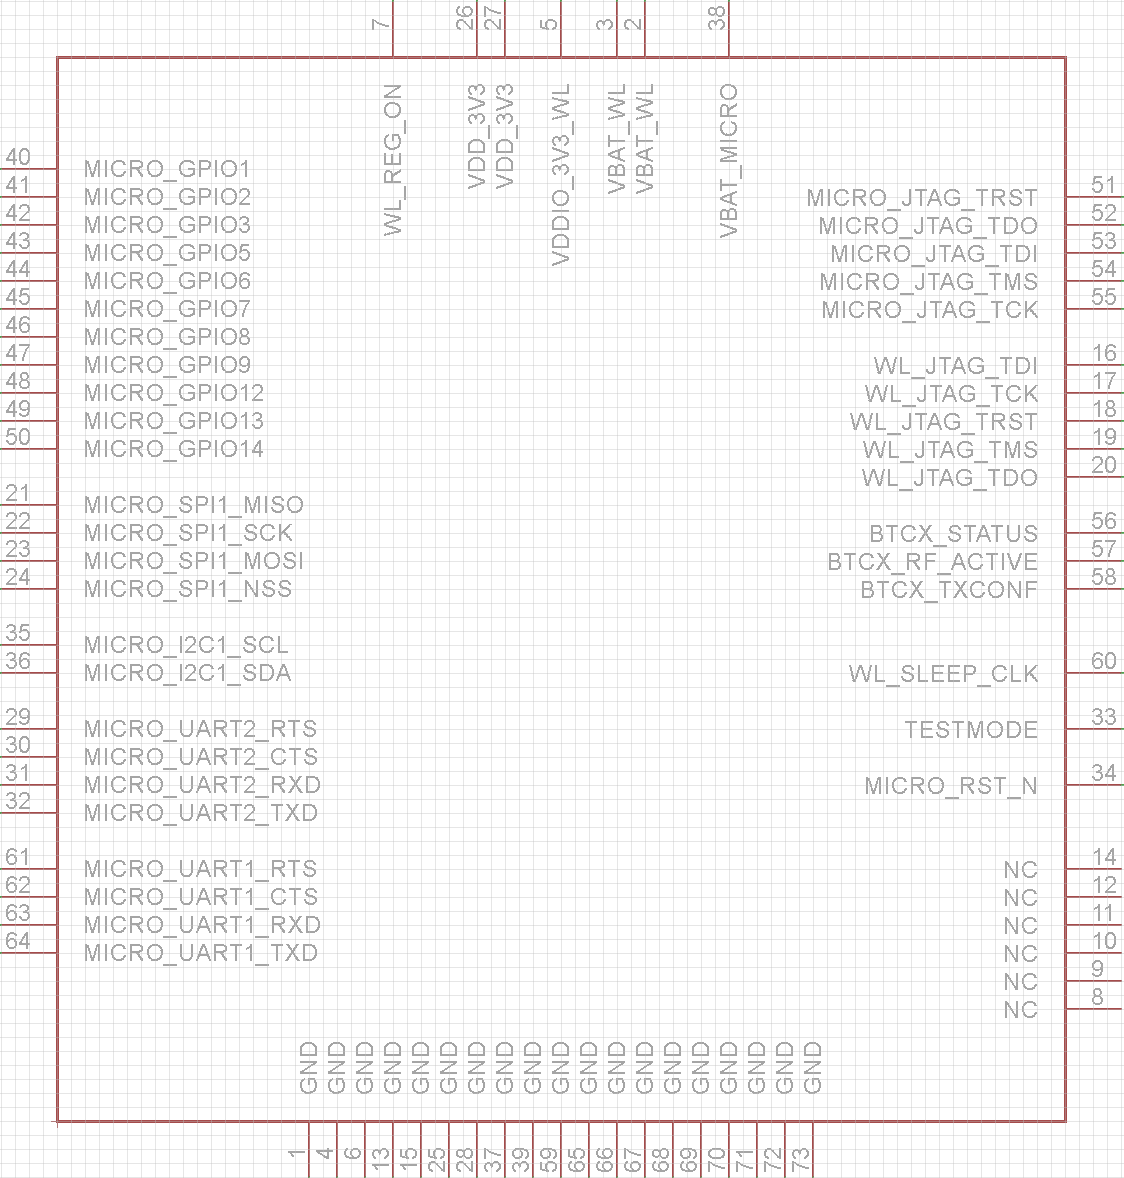 7 26 27 5 3 2 38
WL_REG_ON VDD_3V3 VDD_3V3 VDDIO_3V3_WL VBAT_WL VBAT_WL VBAT_MICRO
40 MICRO_GPIO1
41 MICRO_GPIO2
42 MICRO_GPIO3
43 MICRO_GPIO5
44 MICRO_GPIO6
45 MICRO_GPIO7
46 MICRO_GPIO8
47 MICRO_GPIO9
48 MICRO_GPIO12
49 MICRO_GPIO13
50 MICRO_GPIO14
21 MICRO_SPI1_MISO
22 MICRO_SPI1_SCK
23 MICRO_SPI1_MOSI
24 MICRO_SPI1_NSS
35 MICRO_I2C1_SCL
36 MICRO_I2C1_SDA
29 MICRO_UART2_RTS
30 MICRO_UART2_CTS
31 MICRO_UART2_RXD
32 MICRO_UART2_TXD
61 MICRO_UART1_RTS
62 MICRO_UART1_CTS
63 MICRO_UART1_RXD
64 MICRO_UART1_TXD
MICRO_JTAG_TRST 51
MICRO_JTAG_TDO 52
MICRO_JTAG_TDI 53
MICRO_JTAG_TMS 54
MICRO_JTAG_TCK 55
WL_JTAG_TDI 16
WL_JTAG_TCK 17
WL_JTAG_TRST 18
WL_JTAG_TMS 19
WL_JTAG_TDO 20
BTCX_STATUS 56
BTCX_RF_ACTIVE 57
BTCX_TXCONF 58
WL_SLEEP_CLK 60
TESTMODE 33
MICRO_RST_N 34
NC 14
NC 12
NC 11
NC 10
NC 9
NC 8
GND GND GND GND GND GND GND GND GND GND GND GND GND GND GND GND GND GND GND
1 4 6 13 15 25 28 37 39 59 65 66 67 68 69 70 71 72 73